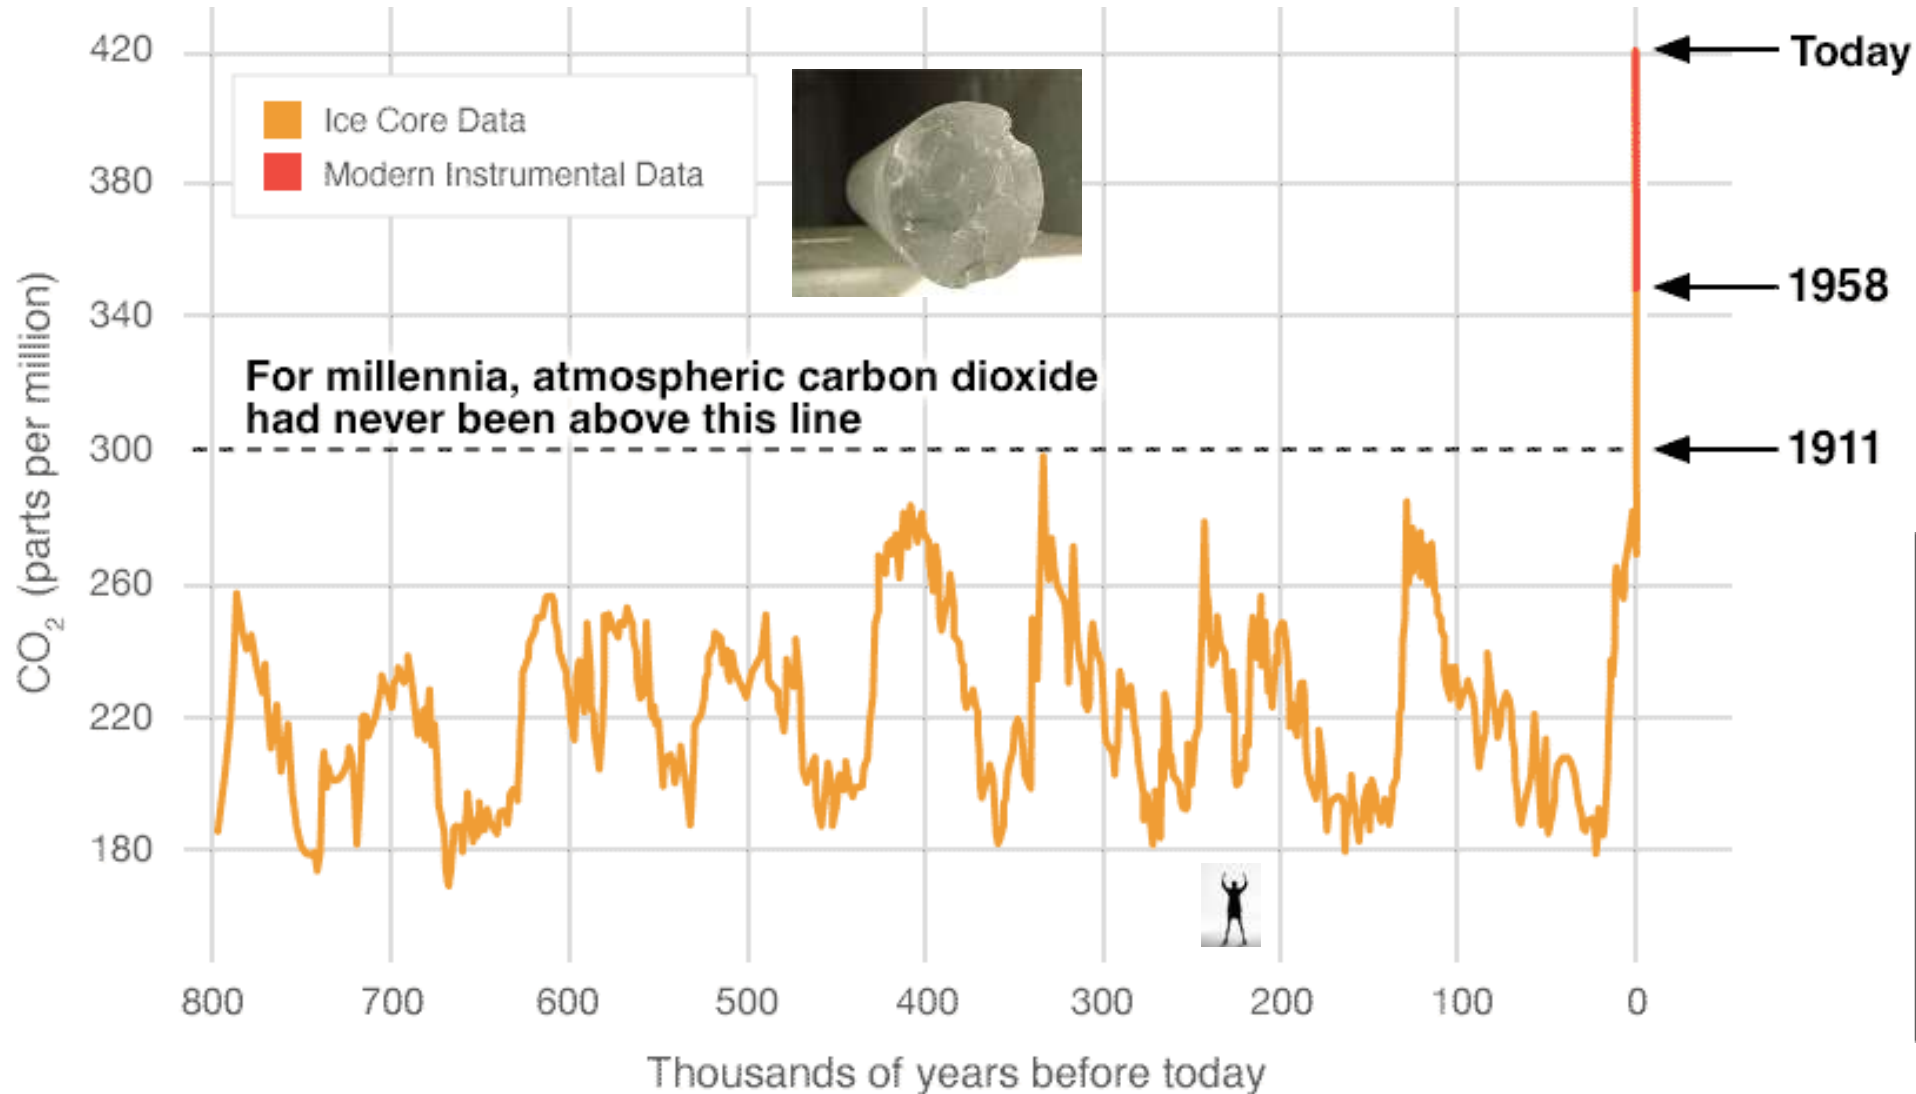 420
380
340
300
260
220
180
CO2 (parts per million)
Ice Core Data
Modern Instrumental Data
For millennia, atmospheric carbon dioxide
had never been above this line
Today
1958
1911
800 700 600 500 400 300 200 100 0
Thousands of years before today